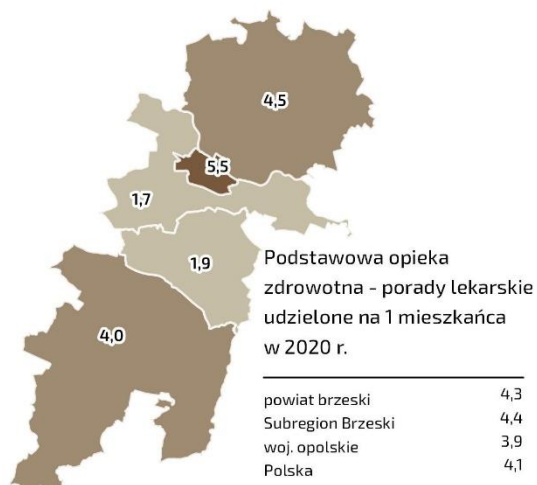 4,5
5,5
1,7
1,9
Podstawowa opieka
zdrowotna - porady lekarskie
udzielone na 1 mieszkańca
w 2020 r.
4,0
powiat brzeski 4,3
Subregion Brzeski 4,4
woj. opolskie 3,9
Polska 4,1